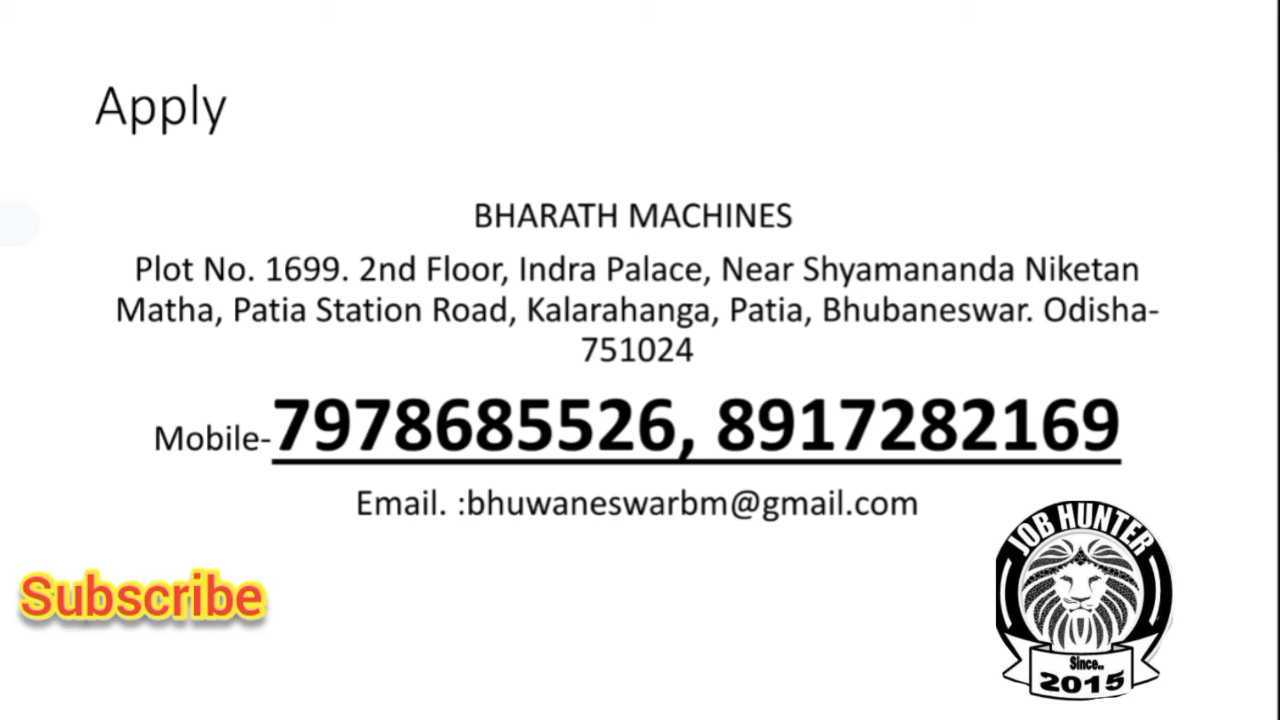 Apply
BHARATH MACHINES
Plot No. 1699. 2nd Floor, Indra Palace, Near Shyamananda Niketan
Matha, Patia Station Road, Kalarahanga, Patia, Bhubaneswar. Odisha-
751024
Mobile-7978685526, 8917282169
Email. :bhuwaneswarbm@gmail.com
Subscribe
JOB HUNTER
Since..
2015